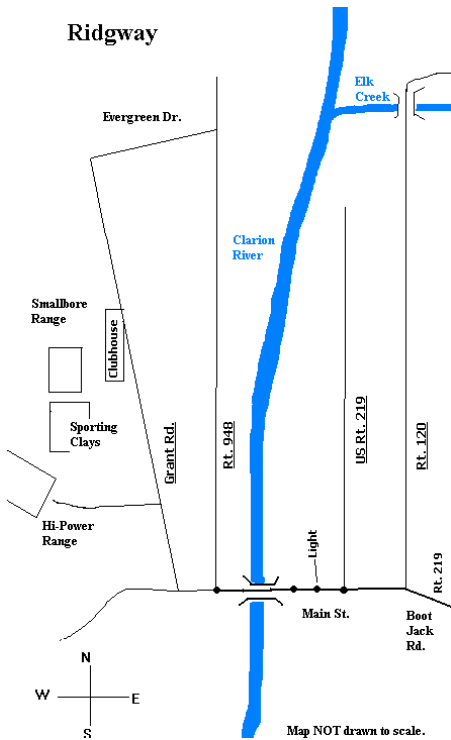 Ridgway
Elk
Creek
Evergreen Dr.
Clarion
River
Smallbore
Range
Clubhouse
Sporting
Clays
Grant Rd.
Rt. 948
US Rt. 219
Rt. 120
Hi-Power
Range
Light
Rt. 219
Main St.
Boot
Jack
Rd.
N
W
E
S
Map NOT drawn to scale.